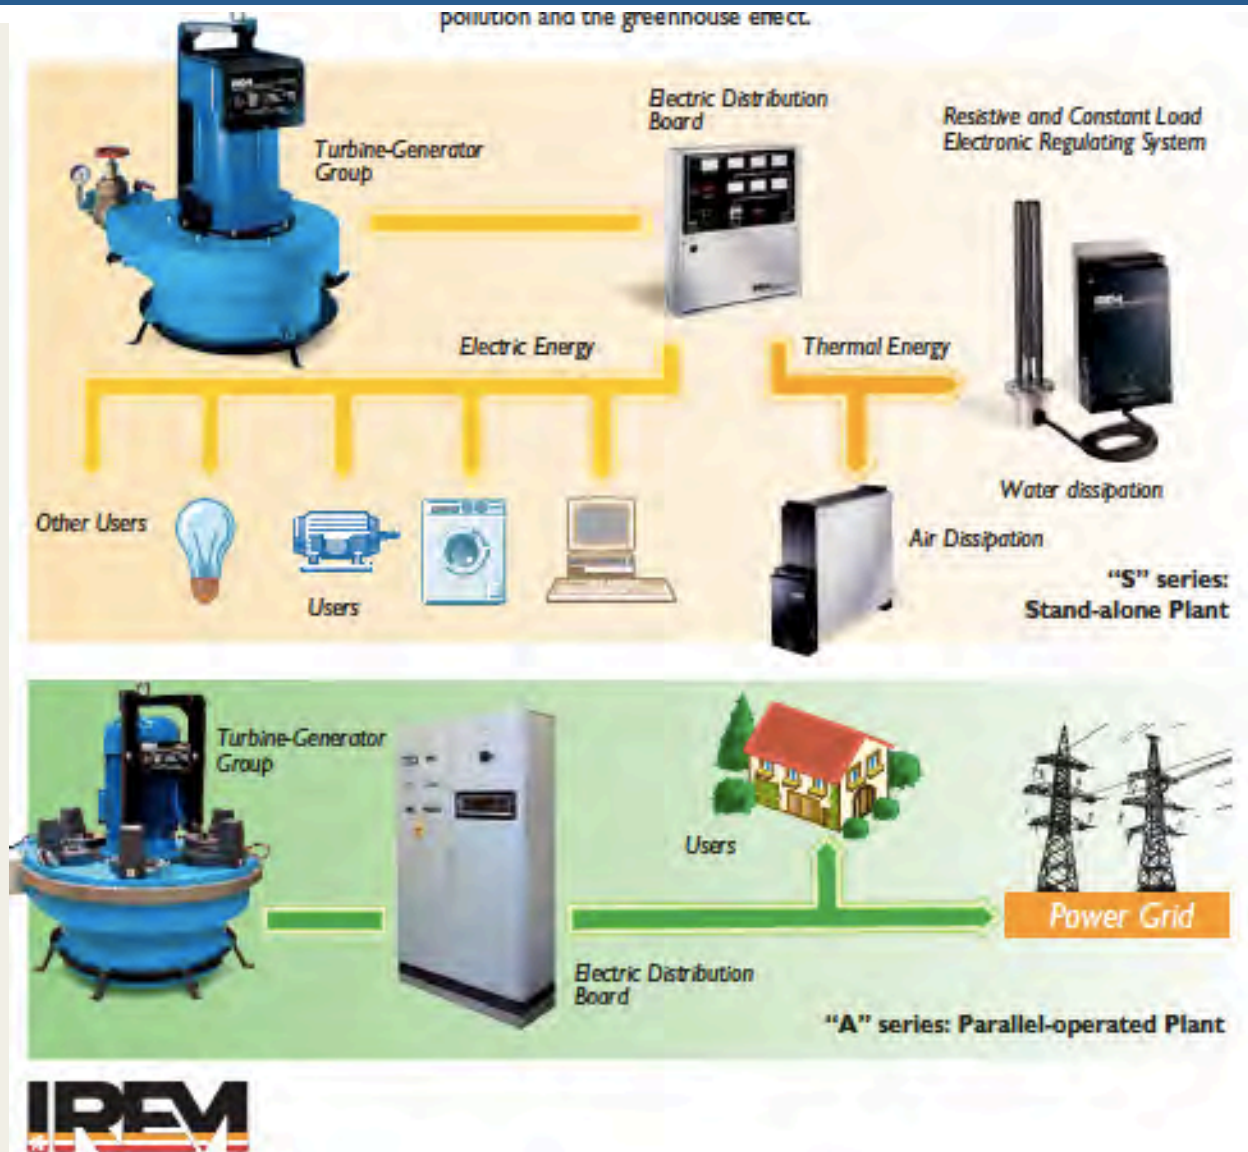 pollution and the greenhouse effect.
Turbine-Generator
Group
Electric Distribution
Board
Resistive and Constant Load
Electronic Regulating System
IREM
Electric Energy
Thermal Energy
Water dissipation
Other Users
Users
Air Dissipation
“S” series:
Stand-alone Plant
Turbine-Generator
Group
Users
Power Grid
Electric Distribution
Board
“A” series: Parallel-operated Plant
IREM